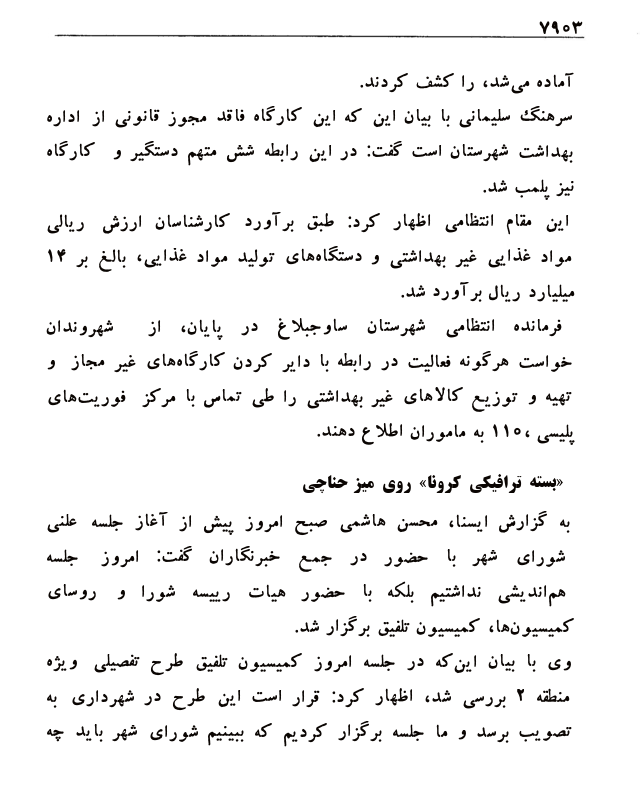 ۷۹۰۳
آماده می‌شد، را کشف کردند.
سرهنگ سلیمانی با بیان این که این کارگاه فاقد مجوز قانونی از اداره
بهداشت شهرستان است گفت: در این رابطه شش متهم دستگیر و کارگاه
نیز پلمب شد.
این مقام انتظامی اظهار کرد: طبق برآورد کارشناسان ارزش ریالی
مواد غذایی غیر بهداشتی و دستگاه‌های تولید مواد غذایی، بالغ بر ۱۴
میلیارد ریال برآورد شد.
فرمانده انتظامی شهرستان ساوجبلاغ در پایان، از شهروندان
خواست هرگونه فعالیت در رابطه با دایر کردن کارگاه‌های غیر مجاز و
تهیه و توزیع کالاهای غیر بهداشتی را طی تماس با مرکز فوریت‌های
پلیسی ،۱۱۰ به ماموران اطلاع دهند.
«بسته ترافیکی کرونا» روی میز حناچی
به گزارش ایسنا، محسن هاشمی صبح امروز پیش از آغاز جلسه علنی
شورای شهر با حضور در جمع خبرنگاران گفت: امروز جلسه
هم‌اندیشی نداشتیم بلکه با حضور هیات رییسه شورا و روسای
کمیسیون‌ها، کمیسیون تلفیق برگزار شد.
وی با بیان این‌که در جلسه امروز کمیسیون تلفیق طرح تفصیلی ویژه
منطقه ۲ بررسی شد، اظهار کرد: قرار است این طرح در شهرداری به
تصویب برسد و ما جلسه برگزار کردیم که ببینیم شورای شهر باید چه